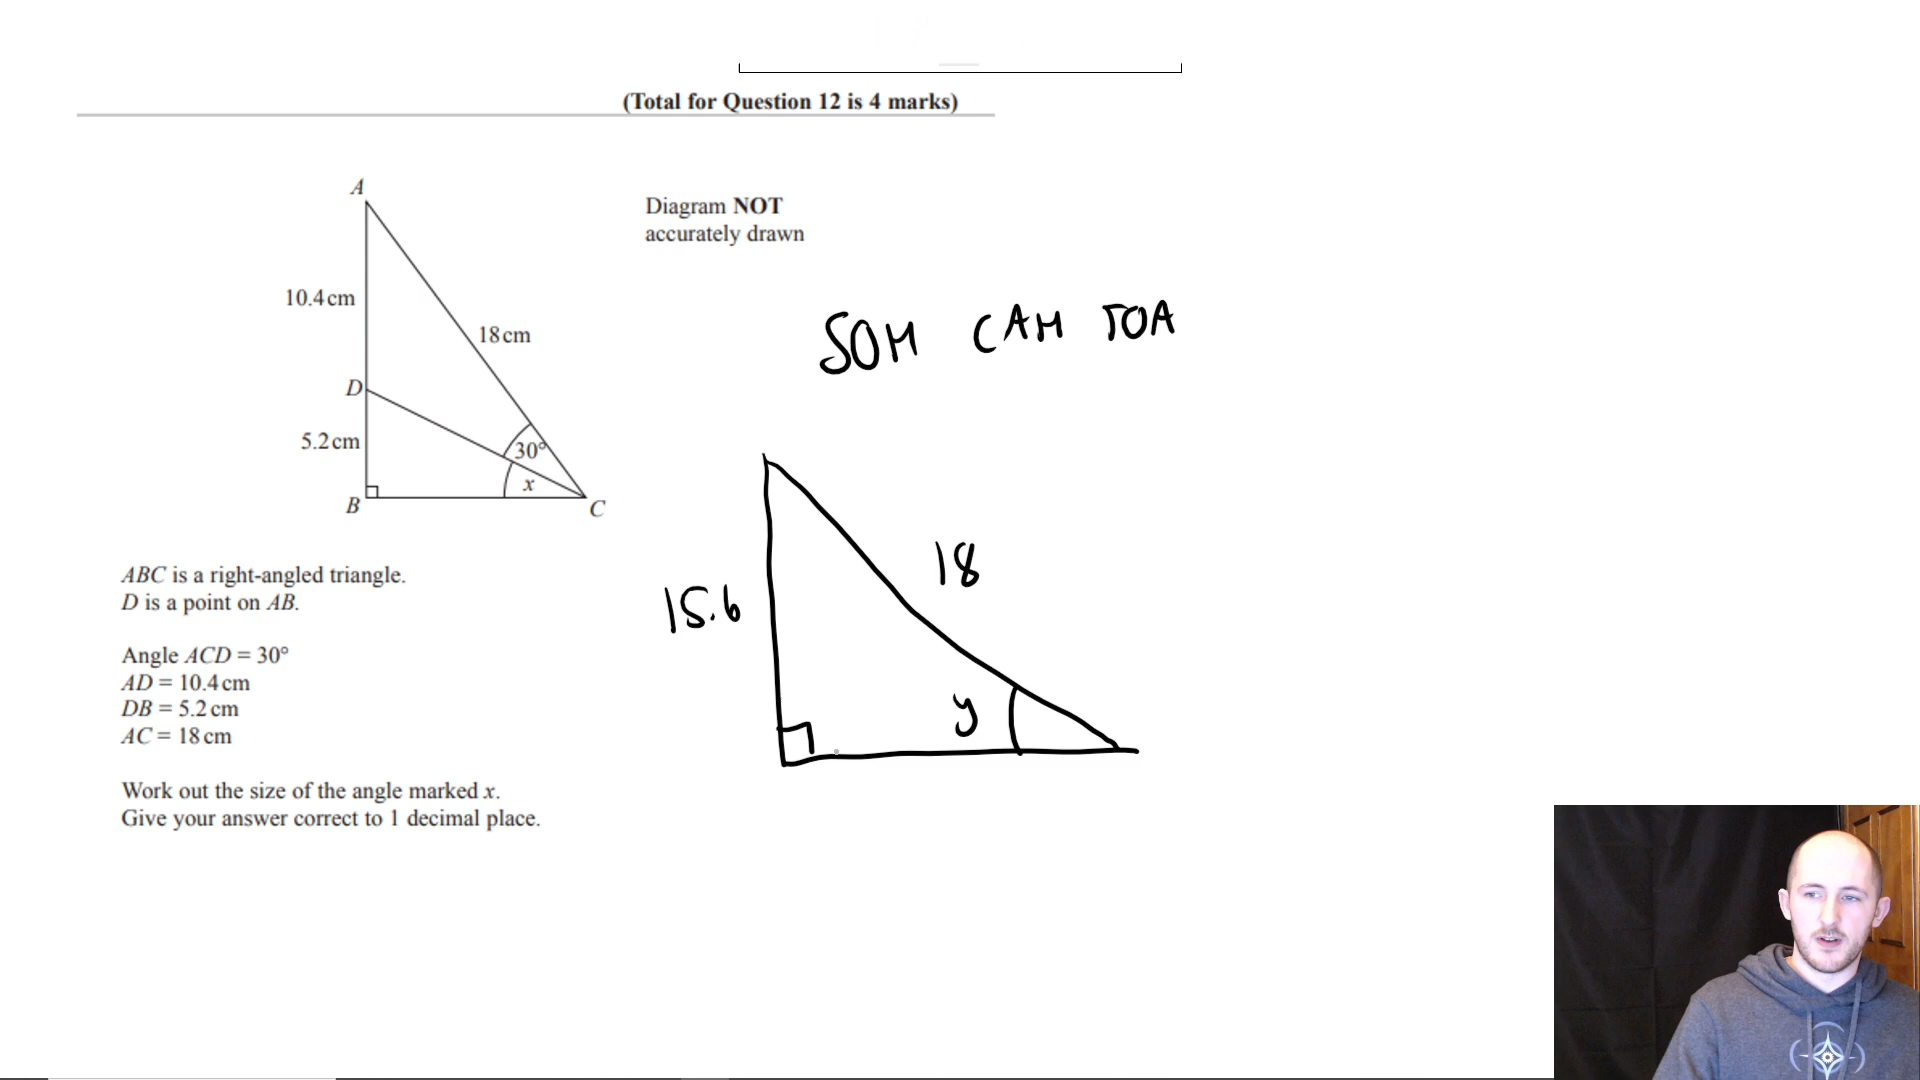 (Total for Question 12 is 4 marks)
A
Diagram NOT
accurately drawn
10.4 cm
18 cm
SOH CAH TOA
D
5.2 cm
30°
x
B
C
18
15.6
y
ABC is a right-angled triangle.
D is a point on AB.
Angle ACD = 30°
AD = 10.4 cm
DB = 5.2 cm
AC = 18 cm
Work out the size of the angle marked x.
Give your answer correct to 1 decimal place.